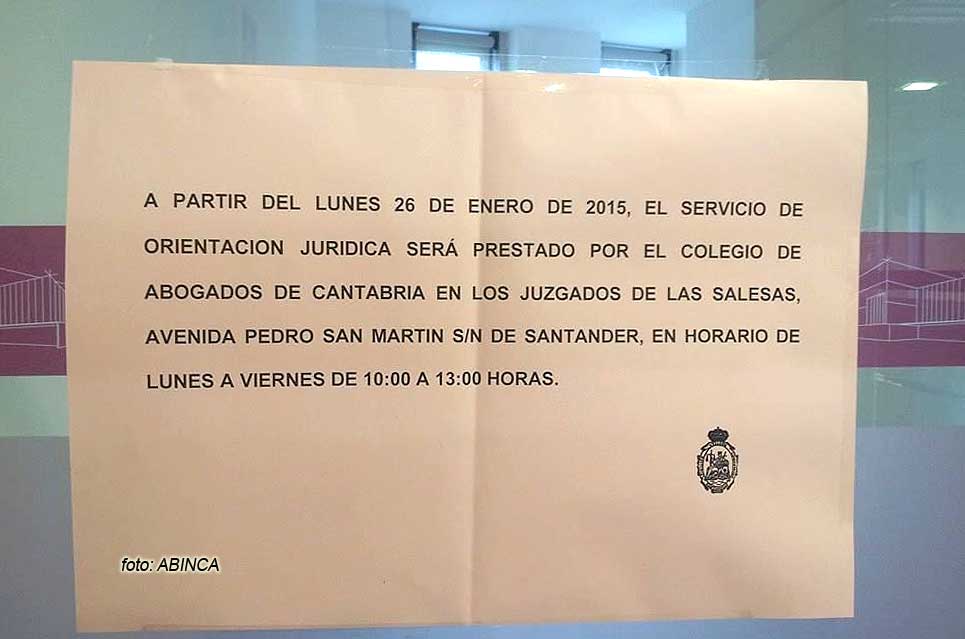 A PARTIR DEL LUNES 26 DE ENERO DE 2015, EL SERVICIO DE
ORIENTACION JURIDICA SERÁ PRESTADO POR EL COLEGIO DE
ABOGADOS DE CANTABRIA EN LOS JUZGADOS DE LAS SALESAS,
AVENIDA PEDRO SAN MARTIN S/N DE SANTANDER, EN HORARIO DE
LUNES A VIERNES DE 10:00 A 13:00 HORAS.
foto: ABINCA